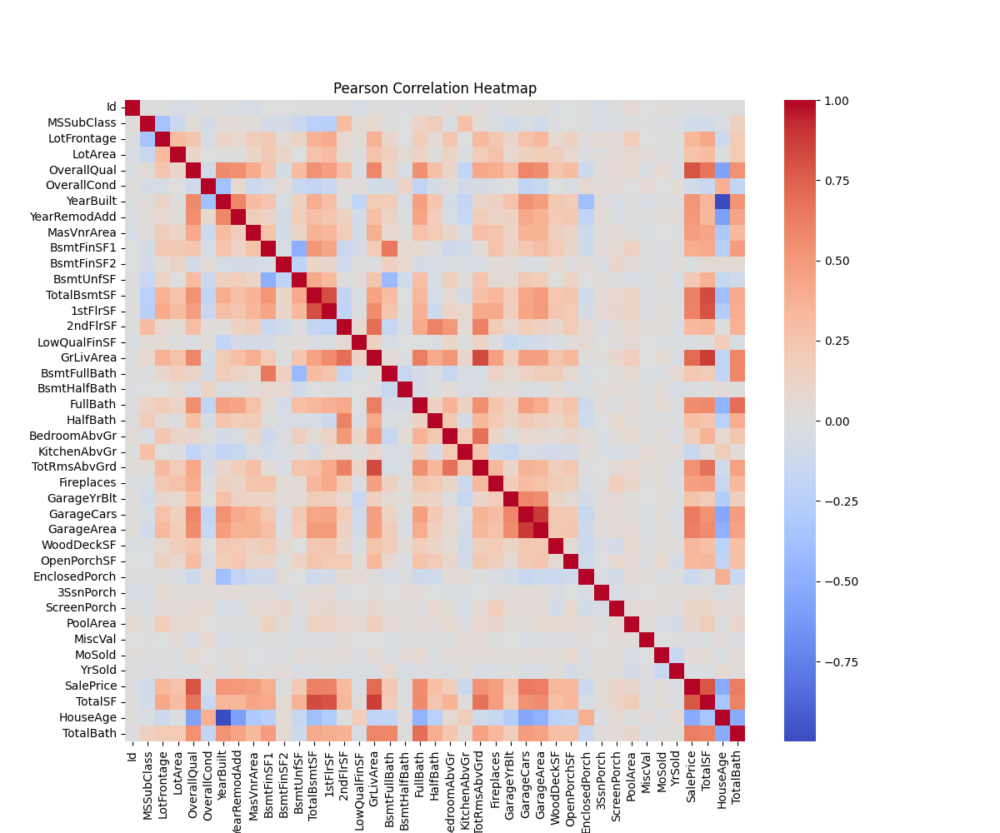 Pearson Correlation Heatmap
Id
MSSubClass
LotFrontage
LotArea
OverallQual
OverallCond
YearBuilt
YearRemodAdd
MasVnrArea
BsmtFinSF1
BsmtFinSF2
BsmtUnfSF
TotalBsmtSF
1stFlrSF
2ndFlrSF
LowQualFinSF
GrLivArea
BsmtFullBath
BsmtHalfBath
FullBath
HalfBath
BedroomAbvGr
KitchenAbvGr
TotRmsAbvGrd
Fireplaces
GarageYrBlt
GarageCars
GarageArea
WoodDeckSF
OpenPorchSF
EnclosedPorch
3SsnPorch
ScreenPorch
PoolArea
MiscVal
MoSold
YrSold
SalePrice
TotalSF
HouseAge
TotalBath
Id
MSSubClass
LotFrontage
LotArea
OverallQual
OverallCond
YearBuilt
YearRemodAdd
MasVnrArea
BsmtFinSF1
BsmtFinSF2
BsmtUnfSF
TotalBsmtSF
1stFlrSF
2ndFlrSF
LowQualFinSF
GrLivArea
BsmtFullBath
BsmtHalfBath
FullBath
HalfBath
edroomAbvGr
KitchenAbvGr
TotRmsAbvGrd
Fireplaces
GarageYrBlt
GarageCars
GarageArea
WoodDeckSF
OpenPorchSF
EnclosedPorch
3SsnPorch
ScreenPorch
PoolArea
MiscVal
MoSold
YrSold
SalePrice
TotalSF
HouseAge
TotalBath
1.00
0.75
0.50
0.25
0.00
−0.25
−0.50
−0.75